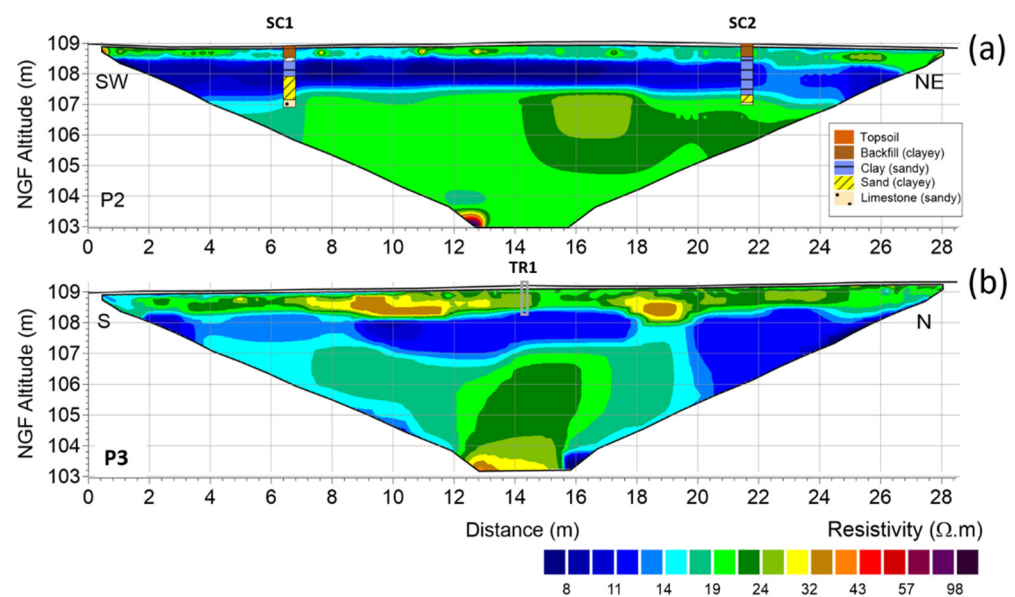 SC1 SC2
(a)
109
108
107
106
105
104
103
NGF Altitude (m)
SW NE
P2
Topsoil
Backfill (clayey)
Clay (sandy)
Sand (clayey)
Limestone (sandy)
0 2 4 6 8 10 12 14 16 18 20 22 24 26 28
TR1
(b)
109
108
107
106
105
104
103
NGF Altitude (m)
S N
P3
0 2 4 6 8 10 12 14 16 18 20 22 24 26 28
Distance (m) Resistivity (Ω.m)
8 11 14 19 24 32 43 57 98